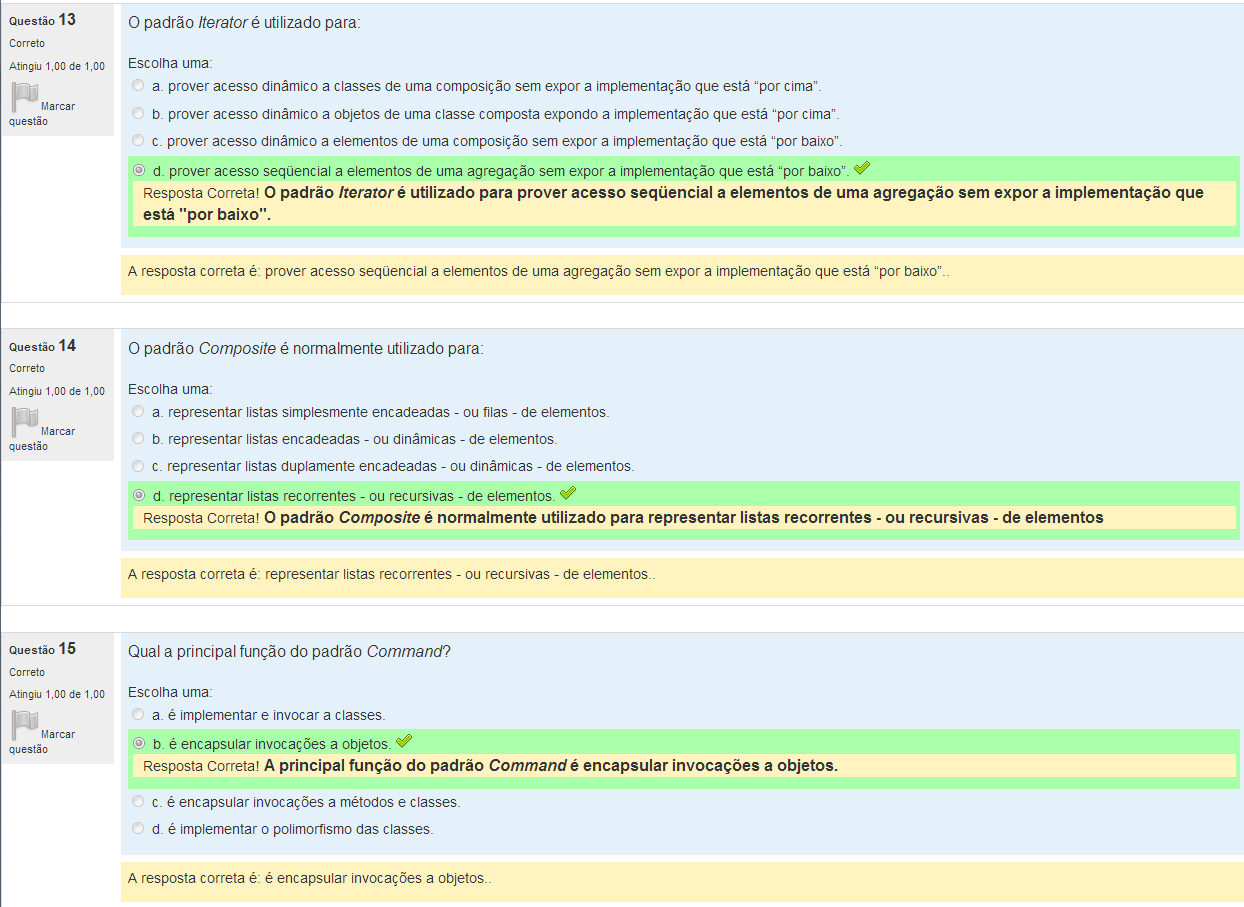 Questão 13
Correto
Atingiu 1,00 de 1,00
Marcar
questão
O padrão Iterator é utilizado para:
Escolha uma:
a. prover acesso dinâmico a classes de uma composição sem expor a implementação que está “por cima”.
b. prover acesso dinâmico a objetos de uma classe composta expondo a implementação que está “por cima”.
c. prover acesso dinâmico a elementos de uma composição sem expor a implementação que está “por baixo”.
d. prover acesso seqüencial a elementos de uma agregação sem expor a implementação que está “por baixo”.
Resposta Correta! O padrão Iterator é utilizado para prover acesso seqüencial a elementos de uma agregação sem expor a implementação que
está "por baixo".
A resposta correta é: prover acesso seqüencial a elementos de uma agregação sem expor a implementação que está “por baixo”..
Questão 14
Correto
Atingiu 1,00 de 1,00
Marcar
questão
O padrão Composite é normalmente utilizado para:
Escolha uma:
a. representar listas simplesmente encadeadas - ou filas - de elementos.
b. representar listas encadeadas - ou dinâmicas - de elementos.
c. representar listas duplamente encadeadas - ou dinâmicas - de elementos.
d. representar listas recorrentes - ou recursivas - de elementos.
Resposta Correta! O padrão Composite é normalmente utilizado para representar listas recorrentes - ou recursivas - de elementos
A resposta correta é: representar listas recorrentes - ou recursivas - de elementos..
Questão 15
Correto
Atingiu 1,00 de 1,00
Marcar
questão
Qual a principal função do padrão Command?
Escolha uma:
a. é implementar e invocar a classes.
b. é encapsular invocações a objetos.
Resposta Correta! A principal função do padrão Command é encapsular invocações a objetos.
c. é encapsular invocações a métodos e classes.
d. é implementar o polimorfismo das classes.
A resposta correta é: é encapsular invocações a objetos..